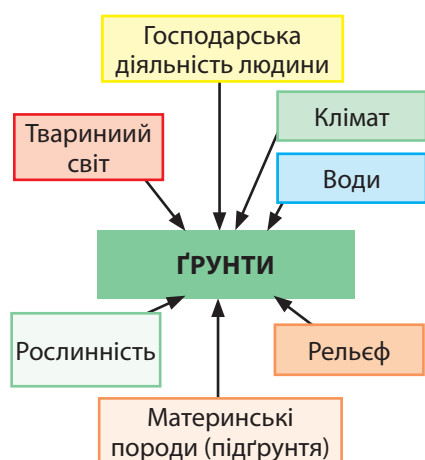 Господарська
діяльність людини
Клімат
Твариниий
світ
Води
ҐРУНТИ
Рослинність
Рельєф
Материнські
породи (підґрунтя)